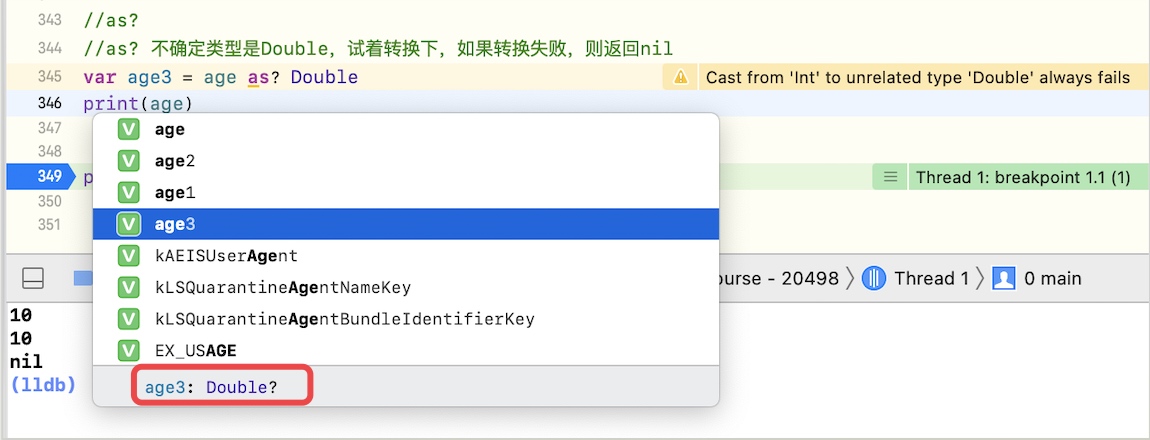 343 //as?
344 //as? 不确定类型是Double，试着转换下，如果转换失败，则返回nil
345 var age3 = age as? Double Cast from 'Int' to unrelated type 'Double' always fails
346 print(age)
347
348
349 p Thread 1: breakpoint 1.1 (1)
350
351
V age
V age2
V age1
V age3
V kAEISUserAgent
V kLSQuarantineAgentNameKey
V kLSQuarantineAgentBundleIdentifierKey
V EX_USAGE
age3: Double?
ourse - 20498 Thread 1 0 main
10
10
nil
(lldb)